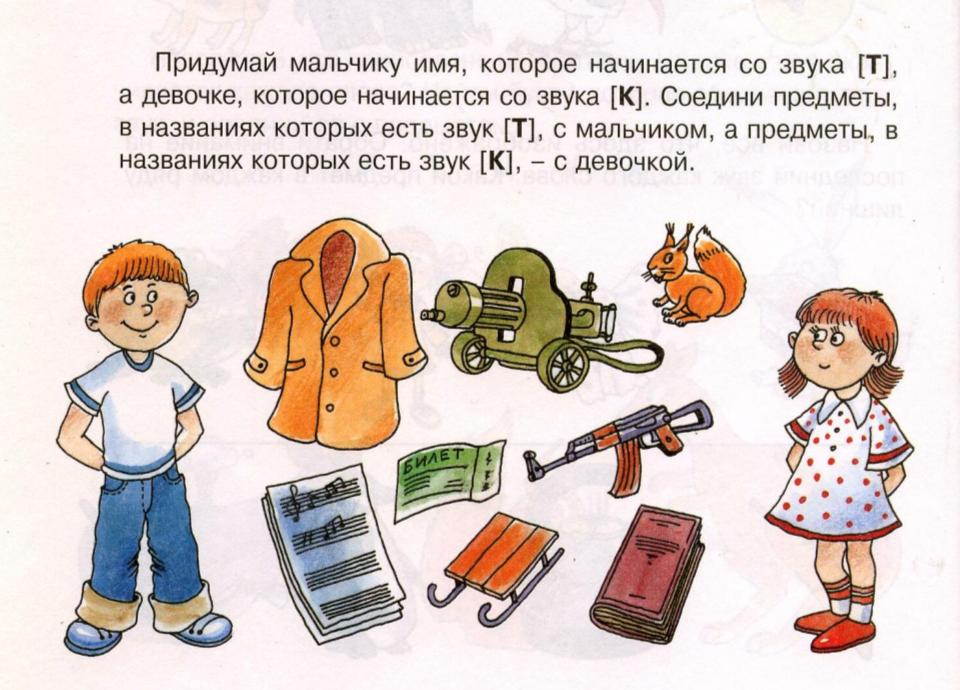 Придумай мальчику имя, которое начинается со звука [Т],
а девочке, которое начинается со звука [К]. Соедини предметы,
в названиях которых есть звук [Т], с мальчиком, а предметы, в
названиях которых есть звук [К], – с девочкой.
БИЛЕТ